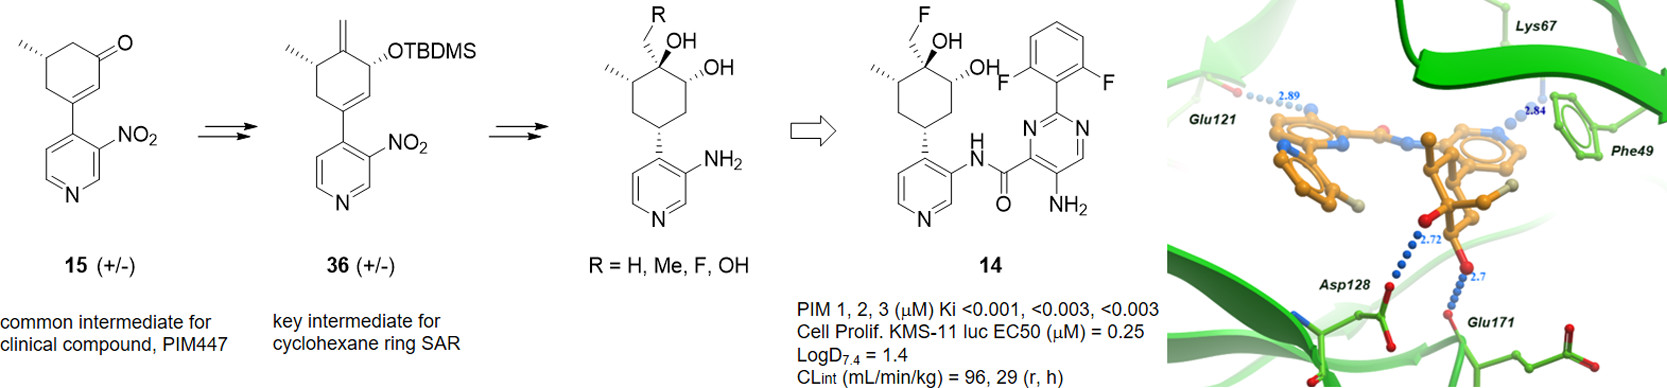 O
NO2
N
15 (+/-)
common intermediate for
clinical compound, PIM447
OTBDMS
NO2
N
36 (+/-)
key intermediate for
cyclohexane ring SAR
R
OH
OH
NH2
N
R = H, Me, F, OH
F
OH
OH
F
F
N
N
H
N
O
NH2
N
14
PIM 1, 2, 3 (μM) Ki <0.001, <0.003, <0.003
Cell Prolif. KMS-11 luc EC50 (μM) = 0.25
LogD7.4 = 1.4
CLint (mL/min/kg) = 96, 29 (r, h)
Lys67
2.89
2.84
Glu121
Phe49
2.72
2.7
Asp128
Glu171